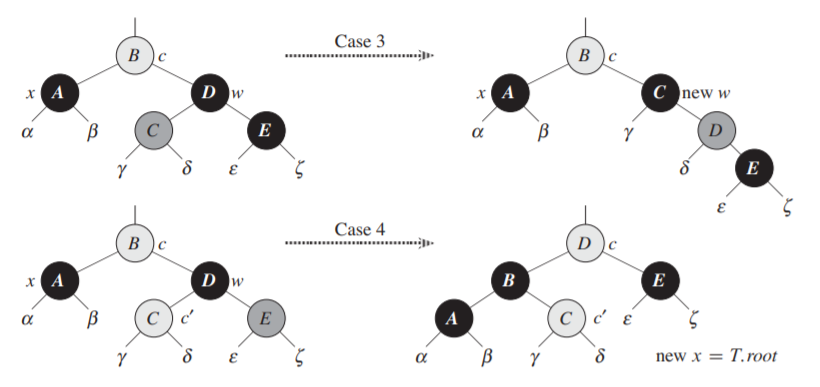 Case 3
B c
x A D w
α β C E
γ δ ε ζ
B c
x A C new w
α β γ D
δ E
ε ζ
Case 4
B c
x A D w
α β C c′ E
γ δ ε ζ
D c
B E
A C c′ ε ζ
α β γ δ new x = T.root